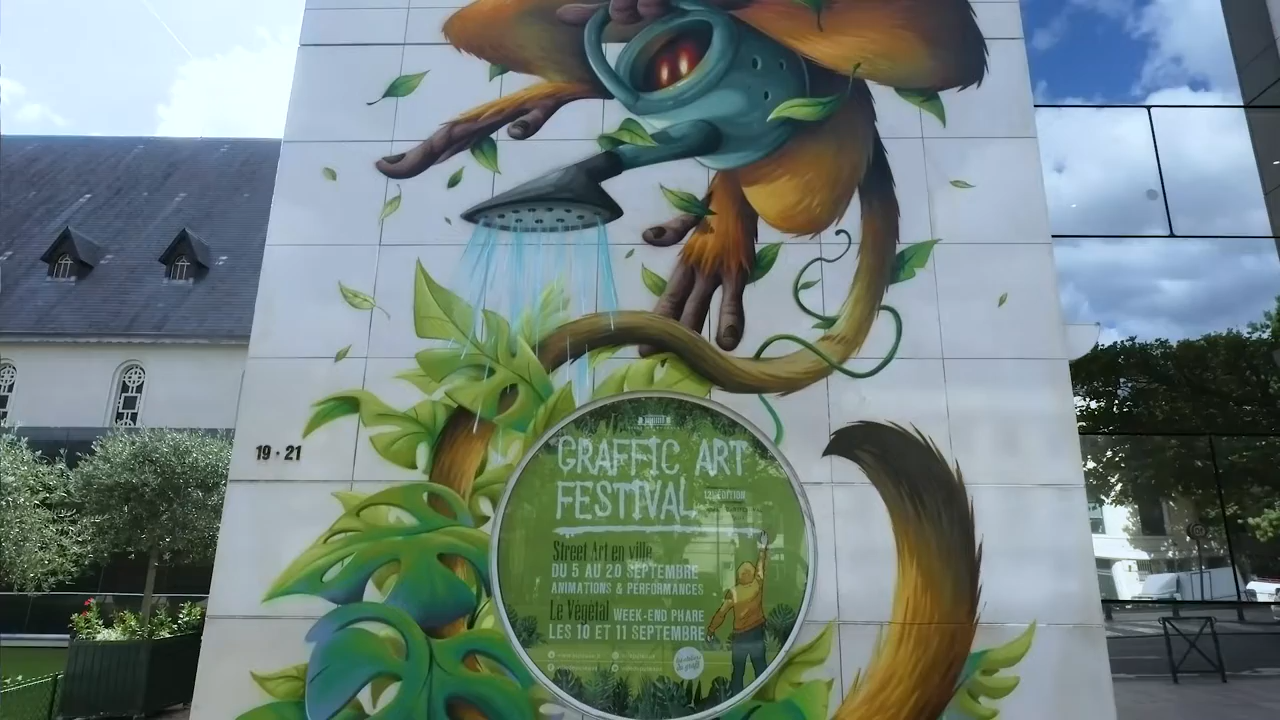 19·21
GRAFFIC ART
FESTIVAL
12E EDITION
Street Art en ville
DU 5 AU 20 SEPTEMBRE
ANIMATIONS & PERFORMANCES
Le Végétal WEEK-END PHARE
LES 10 ET 11 SEPTEMBRE